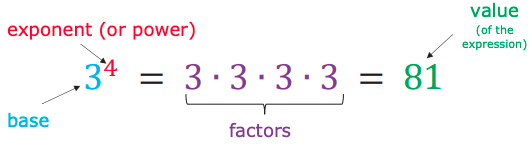 value
exponent (or power)
(of the
expression)
3⁴ = 3 · 3 · 3 · 3 = 81
base
factors